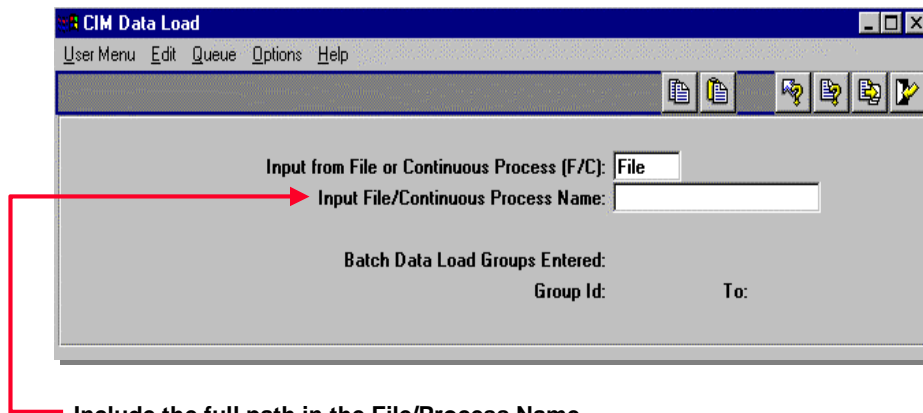 CIM Data Load
User Menu Edit Queue Options Help
Input from File or Continuous Process (F/C): File
Input File/Continuous Process Name:
Batch Data Load Groups Entered:
Group Id: To:
Include the full path in the File/Process Name